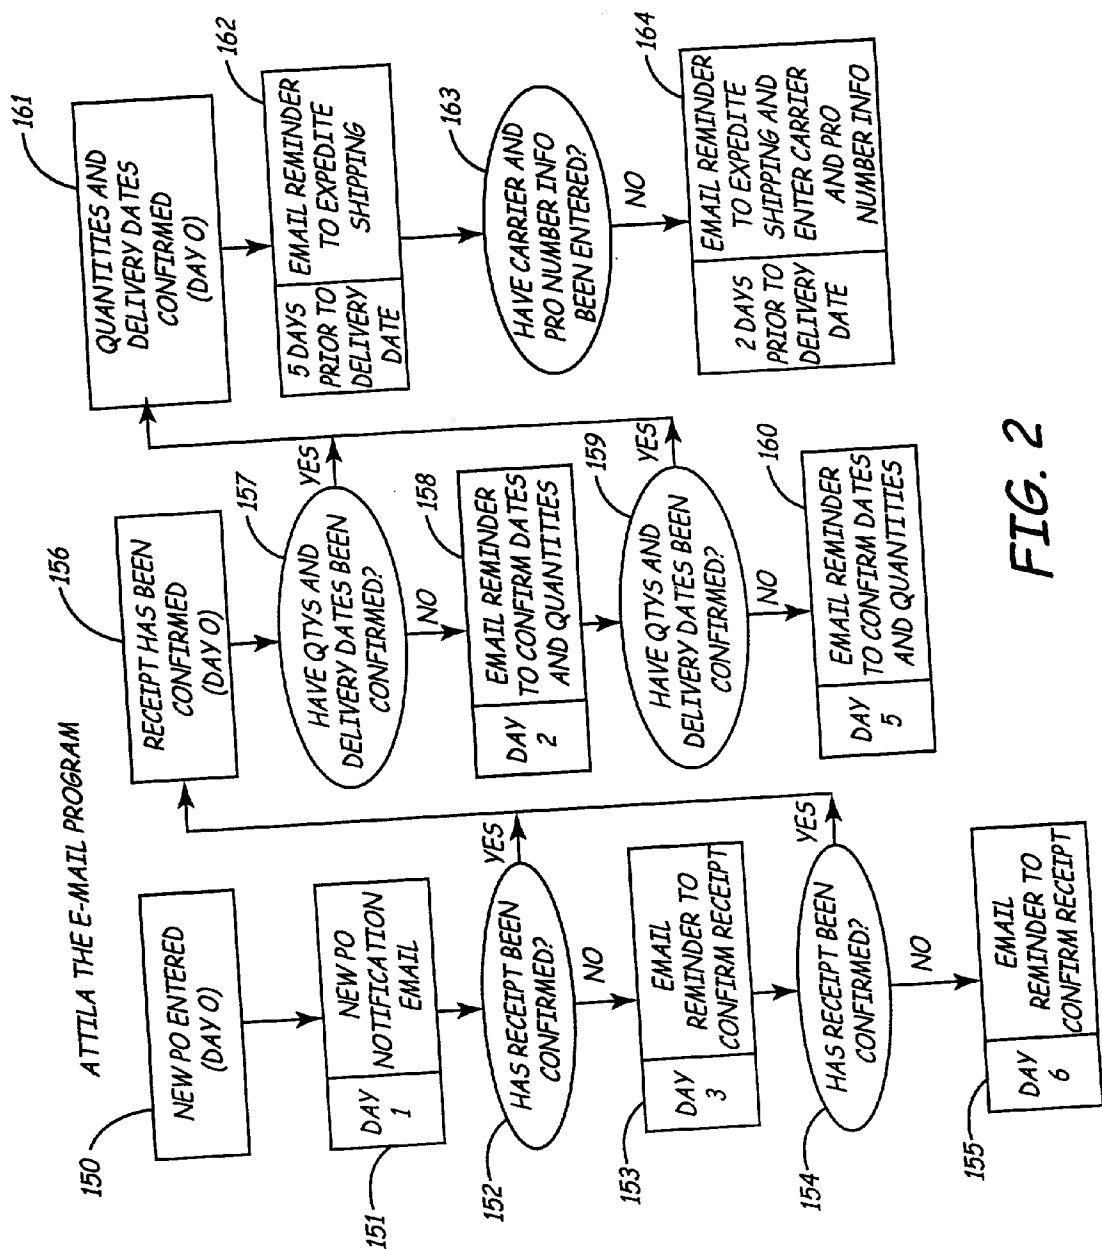 ATTILA THE E-MAIL PROGRAM
150
NEW PO ENTERED
(DAY 0)
151
DAY
1
NEW PO
NOTIFICATION
EMAIL
152
HAS RECEIPT BEEN
CONFIRMED?
YES
NO
153
DAY
3
EMAIL
REMINDER TO
CONFIRM RECEIPT
154
HAS RECEIPT BEEN
CONFIRMED?
YES
NO
155
DAY
6
EMAIL
REMINDER TO
CONFIRM RECEIPT
156
RECEIPT HAS BEEN
CONFIRMED
(DAY 0)
157
HAVE QTYS AND
DELIVERY DATES BEEN
CONFIRMED?
YES
NO
158
DAY
2
EMAIL REMINDER
TO CONFIRM DATES
AND QUANTITIES
159
HAVE QTYS AND
DELIVERY DATES BEEN
CONFIRMED?
YES
NO
160
DAY
5
EMAIL REMINDER
TO CONFIRM DATES
AND QUANTITIES
161
QUANTITIES AND
DELIVERY DATES
CONFIRMED
(DAY 0)
162
5 DAYS
PRIOR TO
DELIVERY
DATE
EMAIL REMINDER
TO EXPEDITE
SHIPPING
163
HAVE CARRIER AND
PRO NUMBER INFO
BEEN ENTERED?
NO
164
2 DAYS
PRIOR TO
DELIVERY
DATE
EMAIL REMINDER
TO EXPEDITE
SHIPPING AND
ENTER CARRIER
AND PRO
NUMBER INFO
FIG. 2